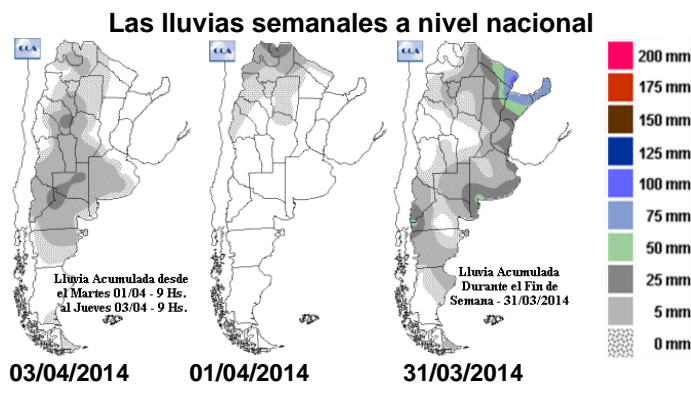 Las lluvias semanales a nivel nacional
CCA
CCA
CCA
Lluvia Acumulada desde
el Martes 01/04 - 9 Hs.
al Jueves 03/04 - 9 Hs.
Lluvia Acumulada
Durante el Fin de
Semana - 31/03/2014
200 mm
175 mm
150 mm
125 mm
100 mm
75 mm
50 mm
25 mm
5 mm
0 mm
03/04/2014
01/04/2014
31/03/2014